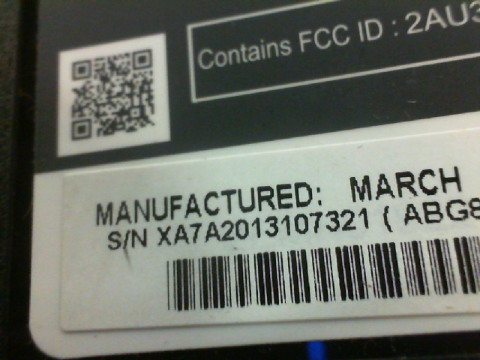 Contains FCC ID : 2AU3
MANUFACTURED: MARCH
S/N XA7A2013107321 ( ABG8